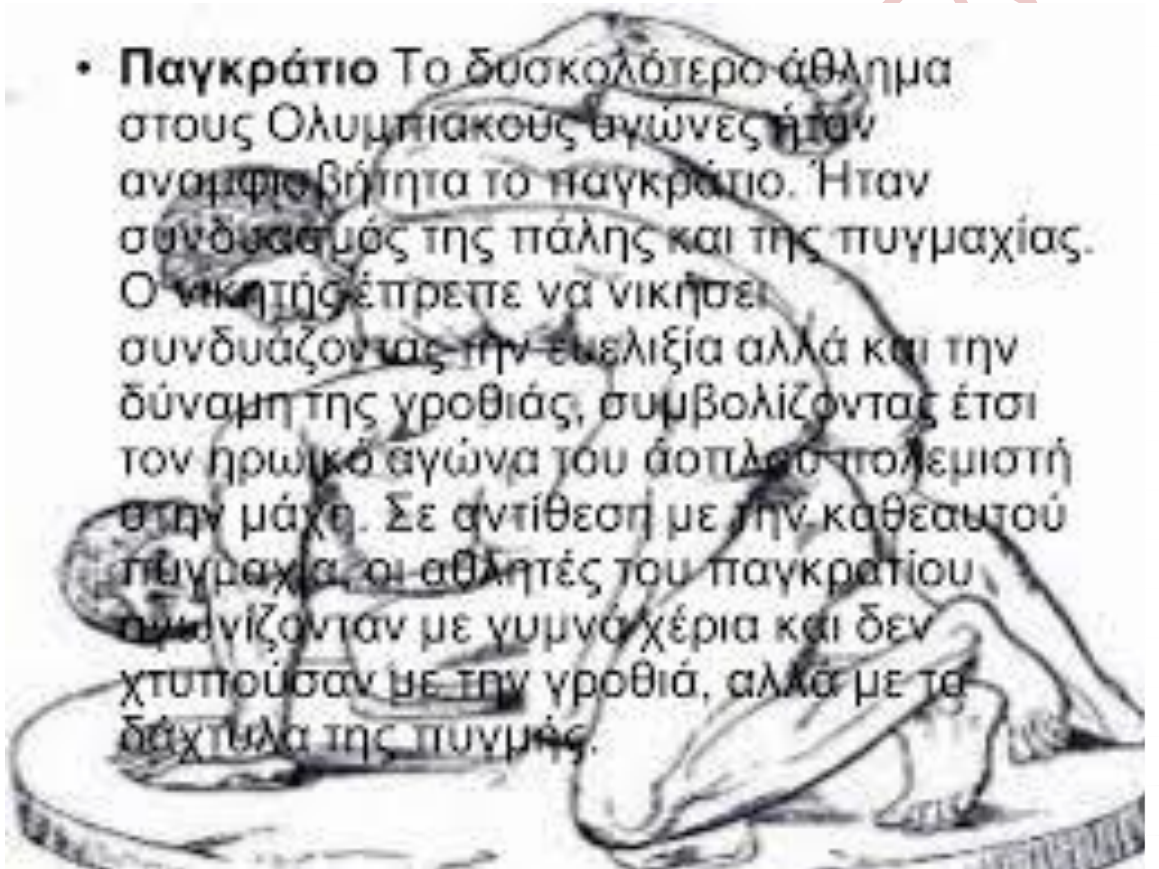 • Παγκράτιο Το δυσκολότερο άθλημα
στους Ολυμπιακους αγώνες ήταν
αναμφισβήτητα το παγκράτιο. Ήταν
συνδυασμός της πάλης και της πυγμαχίας.
Ο νικητής έπρεπε να νικήσει
συνδυάζοντας την ευελιξία αλλά και την
δύναμη της γροθιάς, συμβολίζοντας έτσι
τον ηρωικό αγώνα του άοπλου πολεμιστή
στην μάχη. Σε αντίθεση με την καθεαυτού
πυγμαχία, οι αθλητές του παγκρατίου
αγωνίζονταν με γυμνά χέρια και δεν
χτυπούσαν με την γροθιά, αλλά με τα
δάχτυλα της πυγμής.